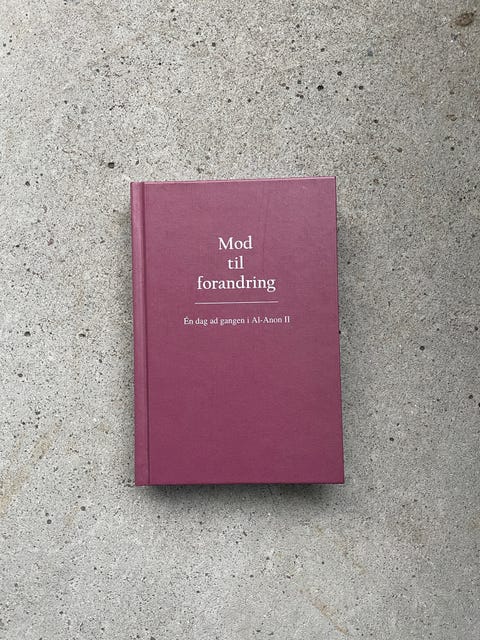 Mod
til
forandring
Én dag ad gangen i Al-Anon II